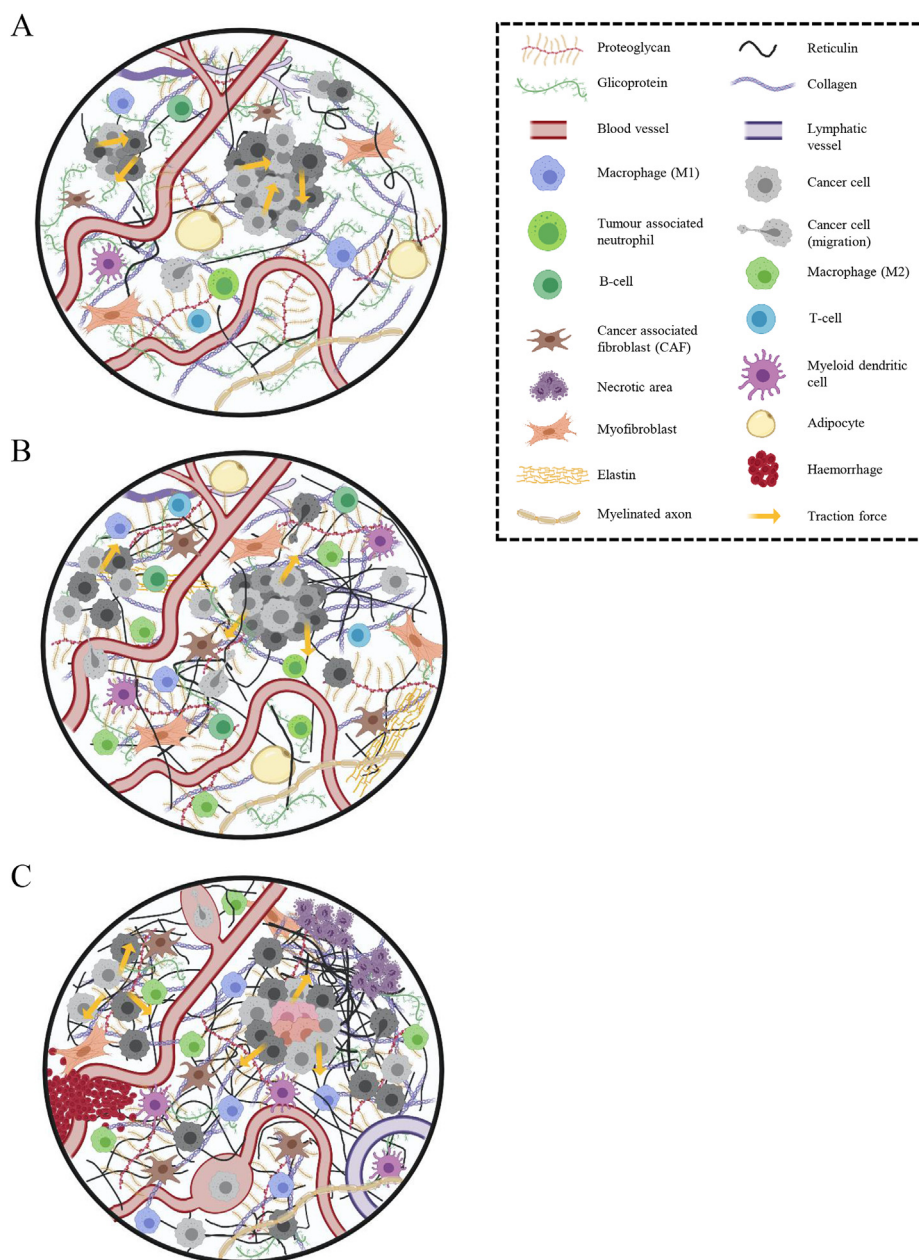 A
Proteoglycan
Reticulin
Glicoprotein
Collagen
Blood vessel
Lymphatic
vessel
Macrophage (M1)
Cancer cell
Tumour associated
neutrophil
Cancer cell
(migration)
B-cell
Macrophage (M2)
Cancer associated
fibroblast (CAF)
T-cell
Necrotic area
Myeloid dendritic
cell
Myofibroblast
Adipocyte
Elastin
Haemorrhage
Myelinated axon
Traction force
B
C